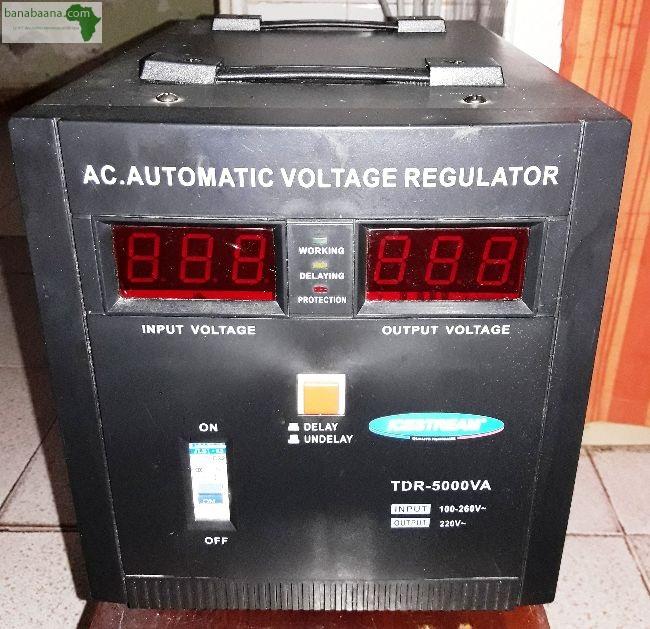 banabaana.com
AC.AUTOMATIC VOLTAGE REGULATOR
888
WORKING
DELAYING
PROTECTION
888
INPUT VOLTAGE
OUTPUT VOLTAGE
ON
DELAY
UNDELAY
OFF
ICESTREAM
TDR-5000VA
INPUT 100-260V~
OUTPUT 220V~